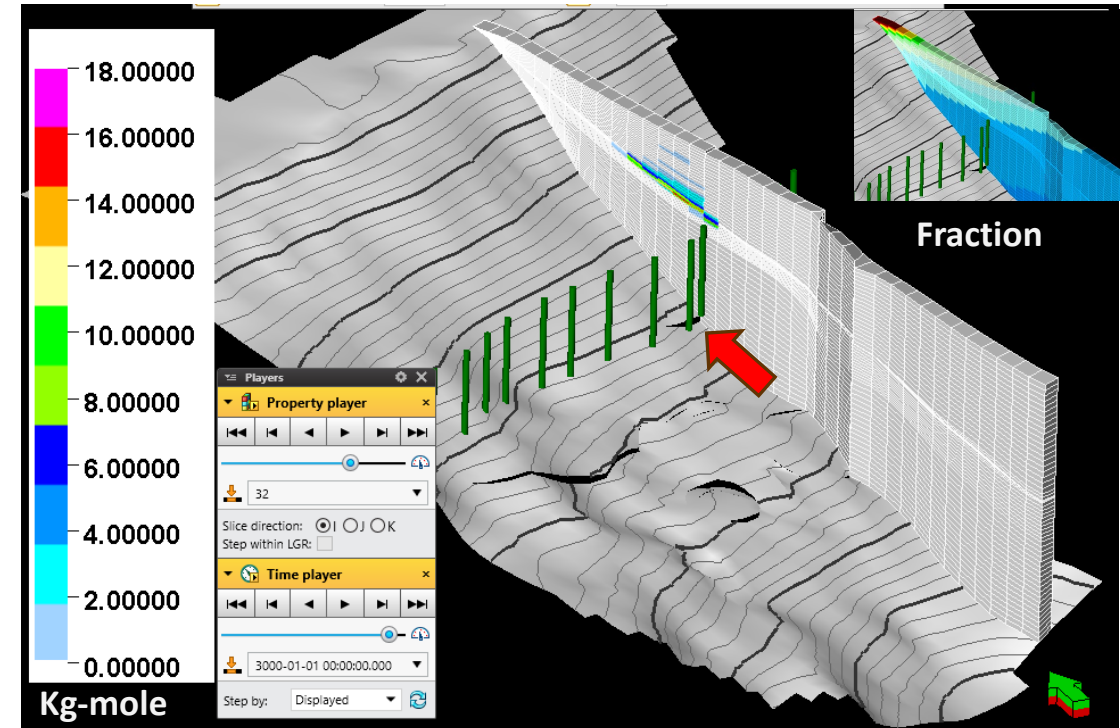 18.00000
16.00000
14.00000
12.00000
10.00000
8.00000
6.00000
4.00000
2.00000
0.00000
Kg-mole
Fraction
Players
Property player
32
Slice direction: I J K
Step within LGR:
Time player
3000-01-01 00:00:00.000
Step by: Displayed